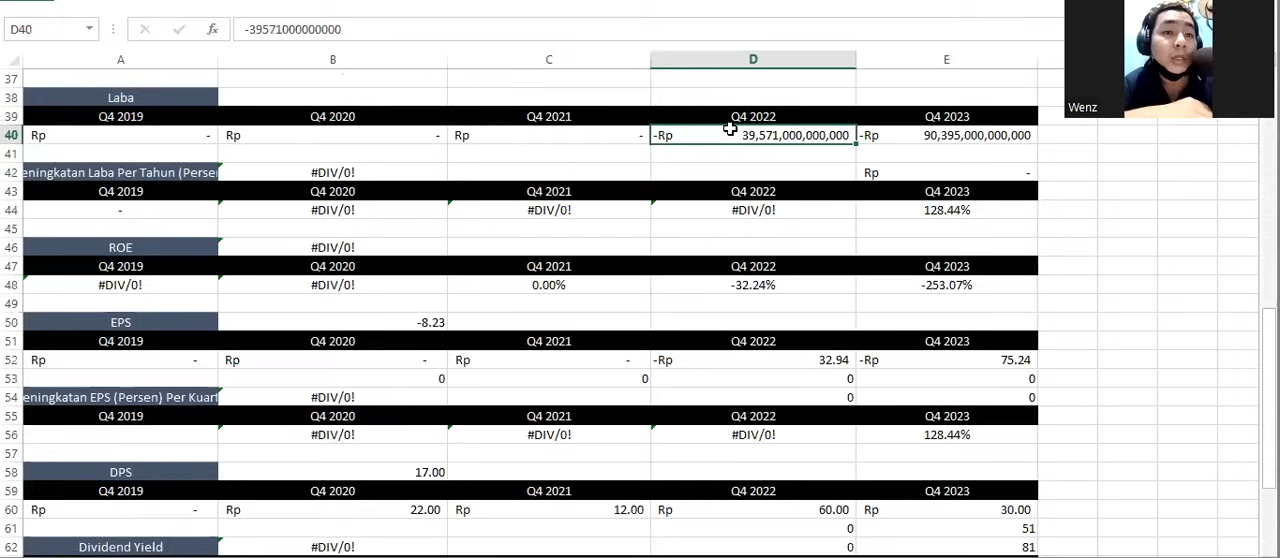 D40 fx -39571000000000
A B C D E
37
38 Laba
39 Q4 2019 Q4 2020 Q4 2021 Q4 2022 Q4 2023
40 Rp - Rp - Rp - -Rp 39,571,000,000,000 -Rp 90,395,000,000,000
41
42 eningkatan Laba Per Tahun (Perse #DIV/0! Rp -
43 Q4 2019 Q4 2020 Q4 2021 Q4 2022 Q4 2023
44 - #DIV/0! #DIV/0! #DIV/0! 128.44%
45
46 ROE #DIV/0!
47 Q4 2019 Q4 2020 Q4 2021 Q4 2022 Q4 2023
48 #DIV/0! #DIV/0! 0.00% -32.24% -253.07%
49
50 EPS -8.23
51 Q4 2019 Q4 2020 Q4 2021 Q4 2022 Q4 2023
52 Rp - Rp - Rp - -Rp 32.94 -Rp 75.24
53 0 0 0 0
54 eningkatan EPS (Persen) Per Kuart #DIV/0! 0 0
55 Q4 2019 Q4 2020 Q4 2021 Q4 2022 Q4 2023
56 #DIV/0! #DIV/0! #DIV/0! 128.44%
57
58 DPS 17.00
59 Q4 2019 Q4 2020 Q4 2021 Q4 2022 Q4 2023
60 Rp - Rp 22.00 Rp 12.00 Rp 60.00 Rp 30.00
61 0 51
62 Dividend Yield #DIV/0! 0 81
Wenz